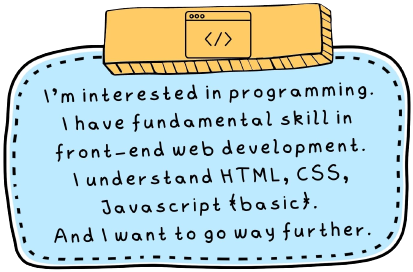 </>
I'm interested in programming.
I have fundamental skill in
front-end web development.
I understand HTML, CSS,
Javascript {basic}.
And I want to go way further.